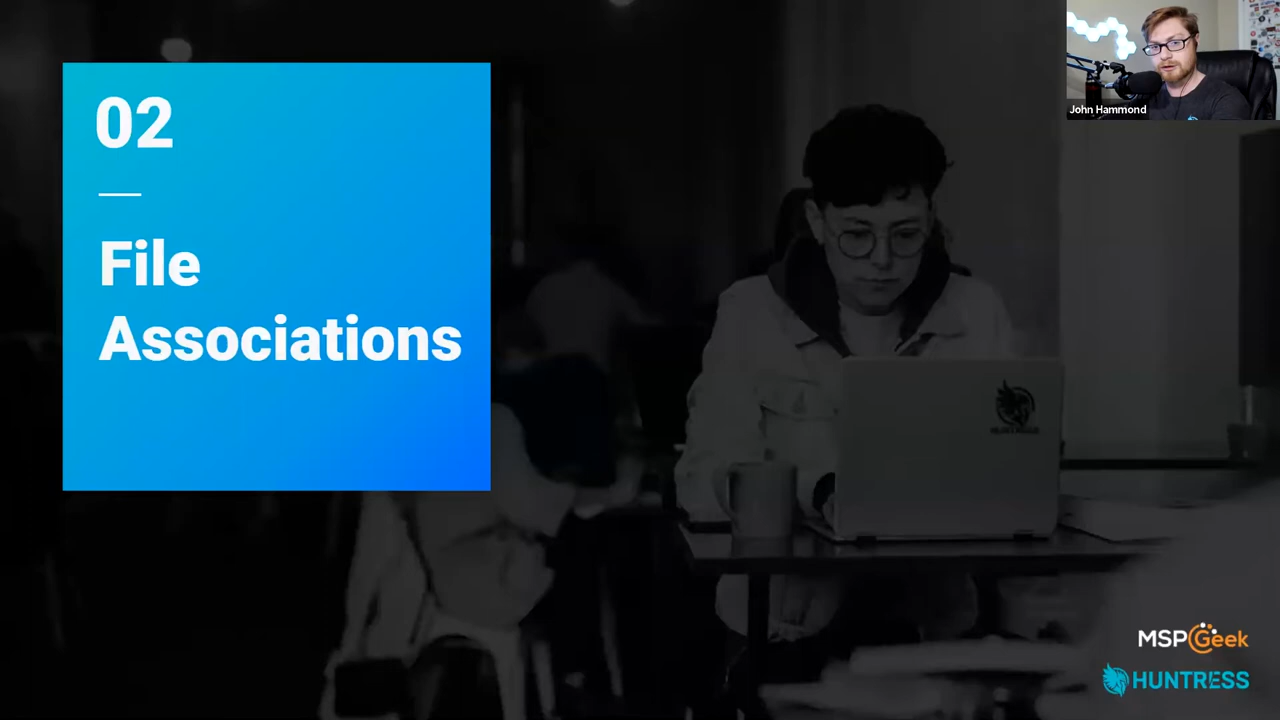 02
File
Associations
John Hammond
MSPGeek
HUNTRESS